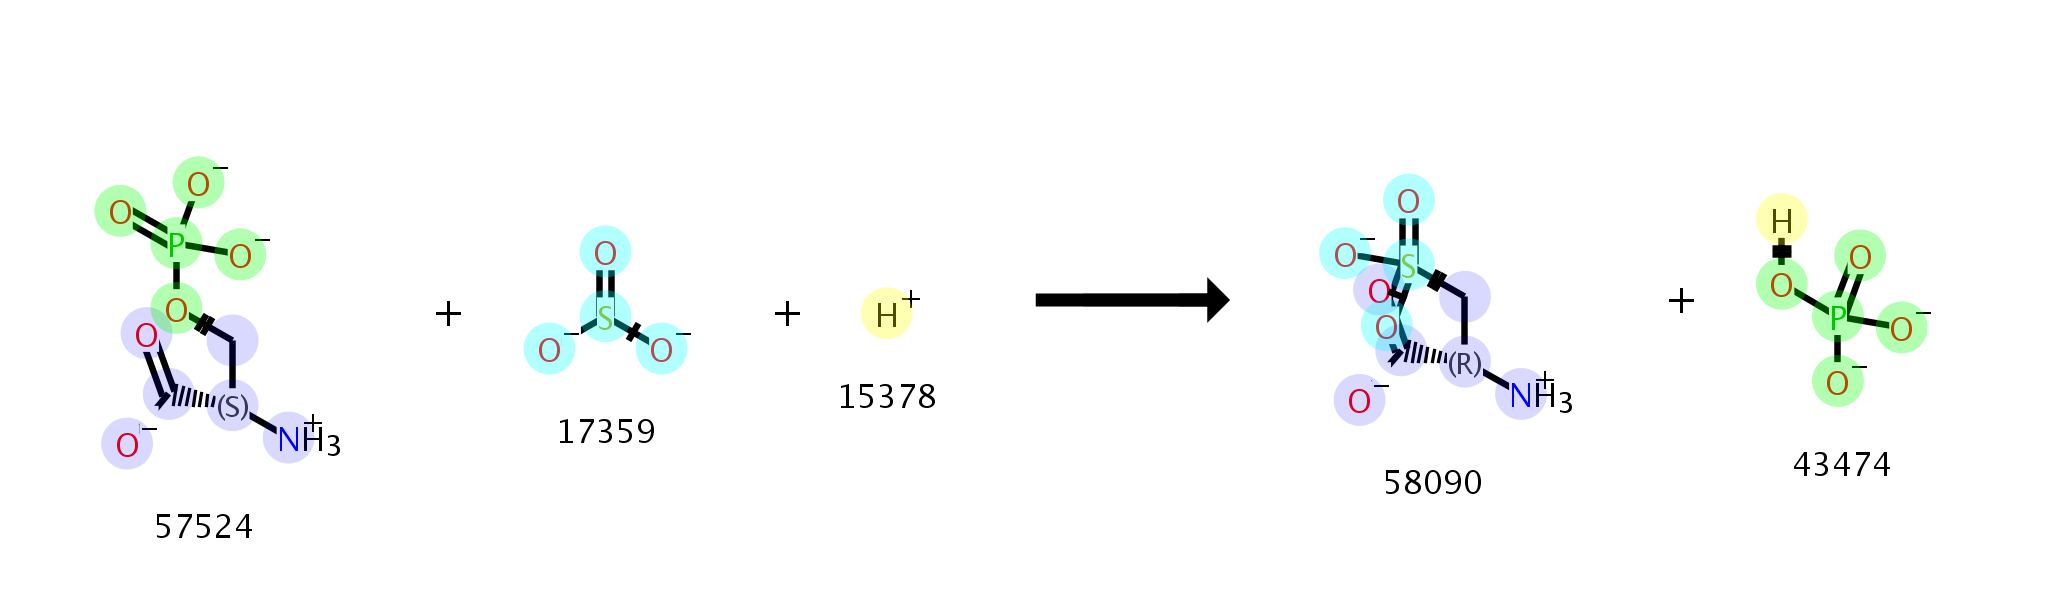 O
O−
P
O−
O
O
(S)
O−
NH3+
57524
+
O
S
O−
O−
17359
+
H+
15378
O
O−
S
O
O
(R)
O−
NH3+
58090
+
H
O
O
P
O−
O−
43474